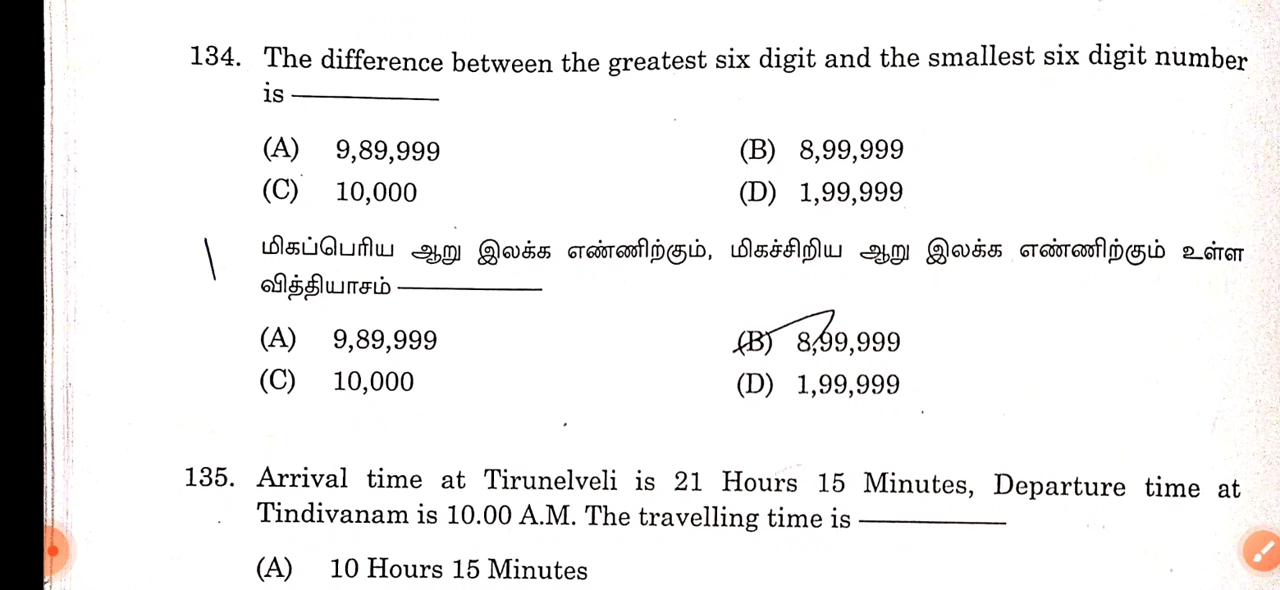 134. The difference between the greatest six digit and the smallest six digit number
is
(A) 9,89,999 (B) 8,99,999
(C) 10,000 (D) 1,99,999
மிகப்பெரிய ஆறு இலக்க எண்ணிற்கும், மிகச்சிறிய ஆறு இலக்க எண்ணிற்கும் உள்ள
வித்தியாசம்
(A) 9,89,999 (B) 8,99,999
(C) 10,000 (D) 1,99,999
135. Arrival time at Tirunelveli is 21 Hours 15 Minutes, Departure time at
Tindivanam is 10.00 A.M. The travelling time is
(A) 10 Hours 15 Minutes